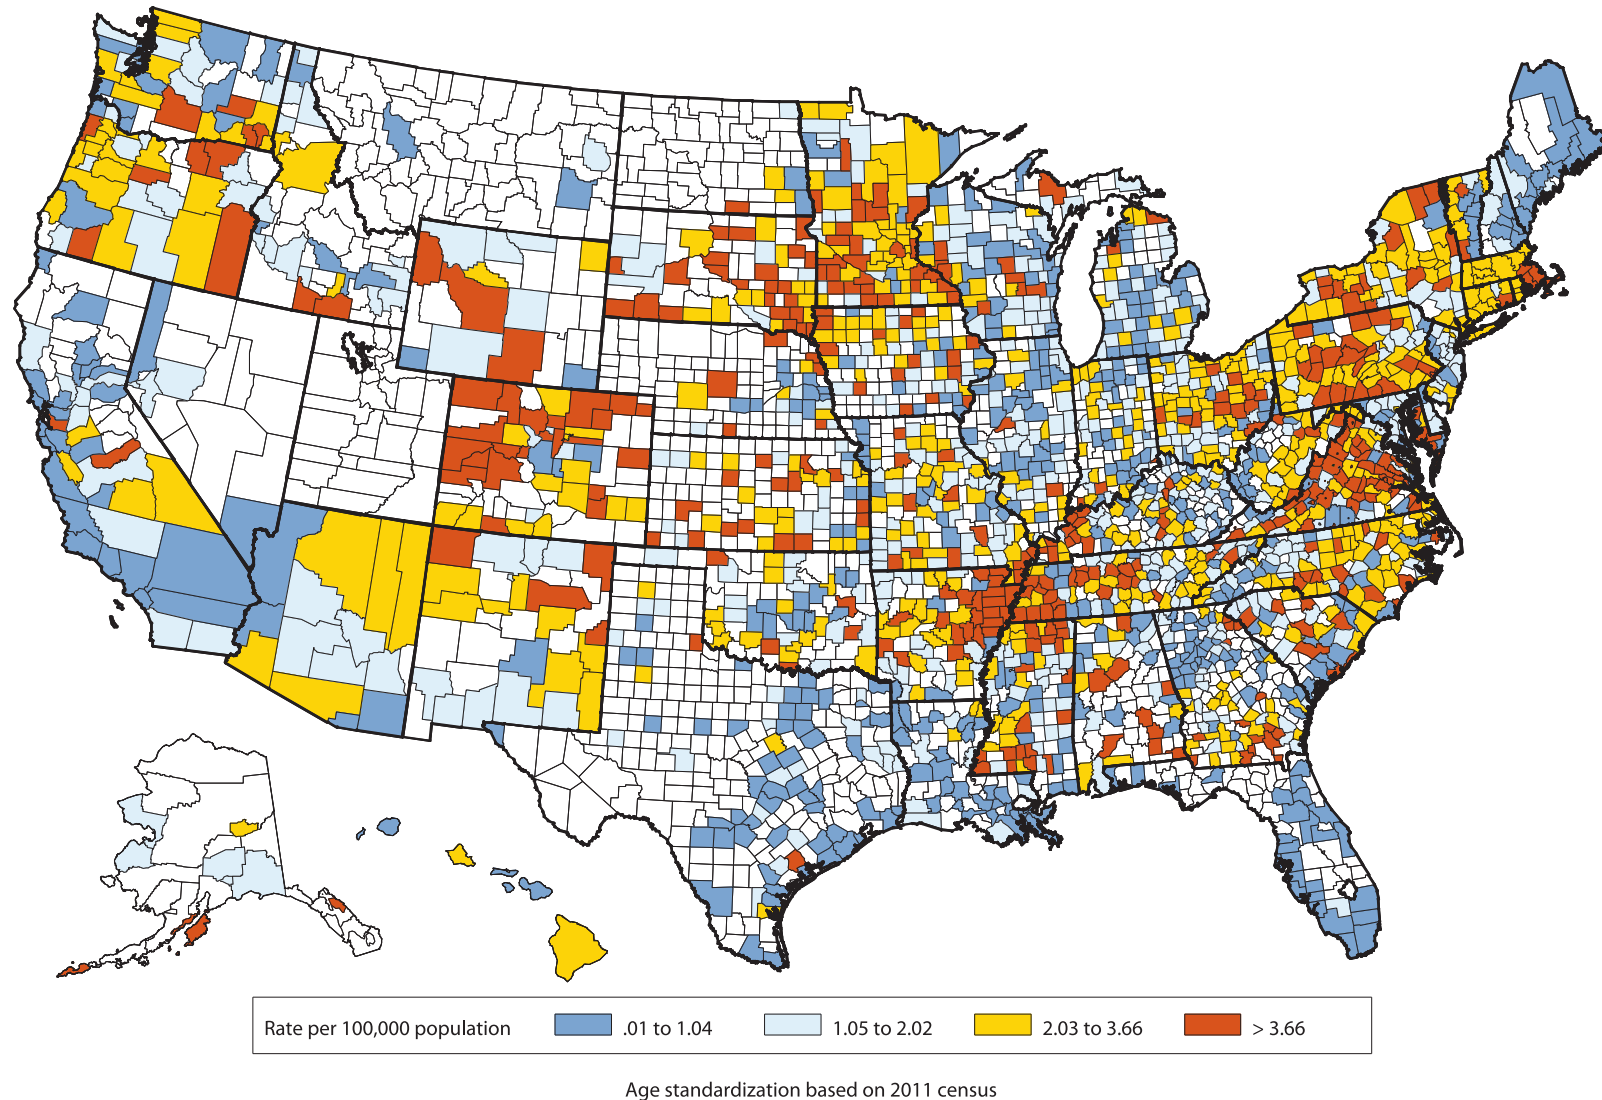 Rate per 100,000 population .01 to 1.04 1.05 to 2.02 2.03 to 3.66 > 3.66
Age standardization based on 2011 census